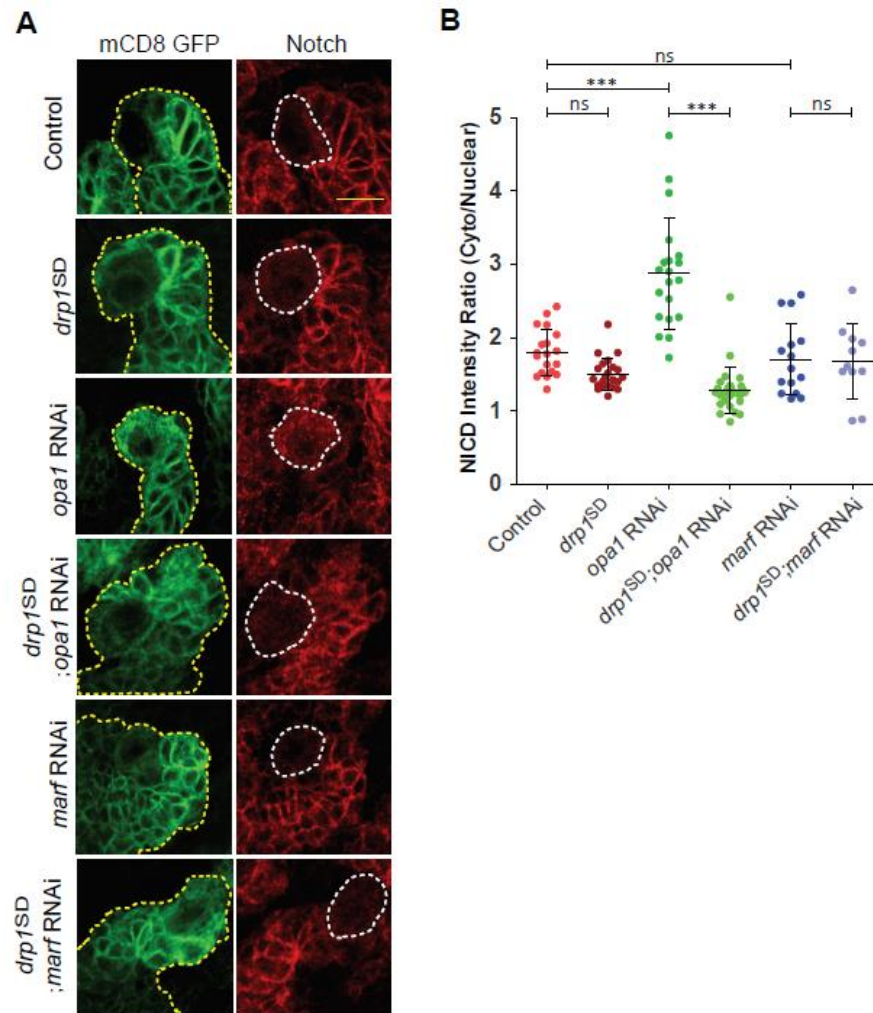 A
mCD8 GFP
Notch
Control
drp1SD
opa1 RNAi
drp1SD
;opa1 RNAi
marf RNAi
drp1SD
;marf RNAi
B
ns
***
ns
***
ns
NICD Intensity Ratio (Cyto/Nuclear)
5
4
3
2
1
0
Control
drp1SD
opa1 RNAi
drp1SD;opa1 RNAi
marf RNAi
drp1SD;marf RNAi